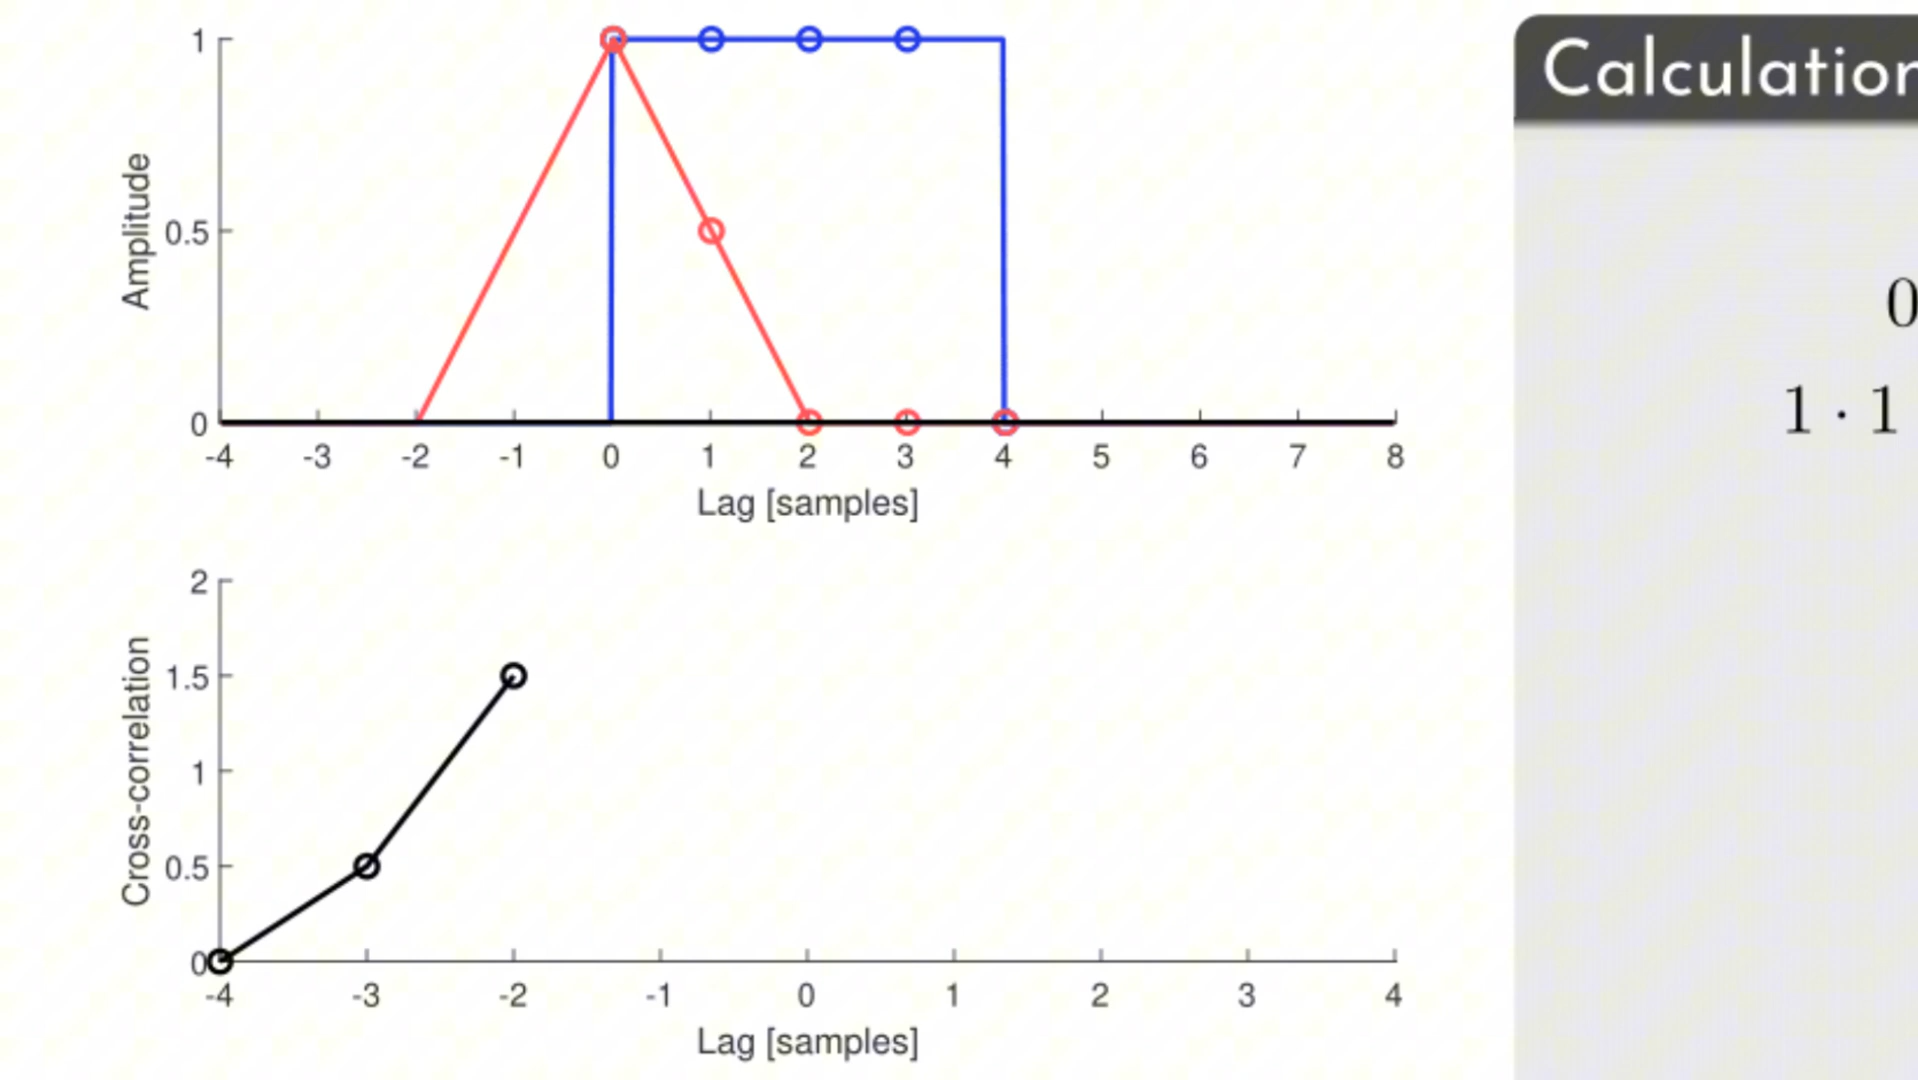 1
0.5
0
Amplitude
-4 -3 -2 -1 0 1 2 3 4 5 6 7 8
Lag [samples]
2
1.5
1
0.5
0
Cross-correlation
-4 -3 -2 -1 0 1 2 3 4
Lag [samples]
Calculation
0
1 · 1